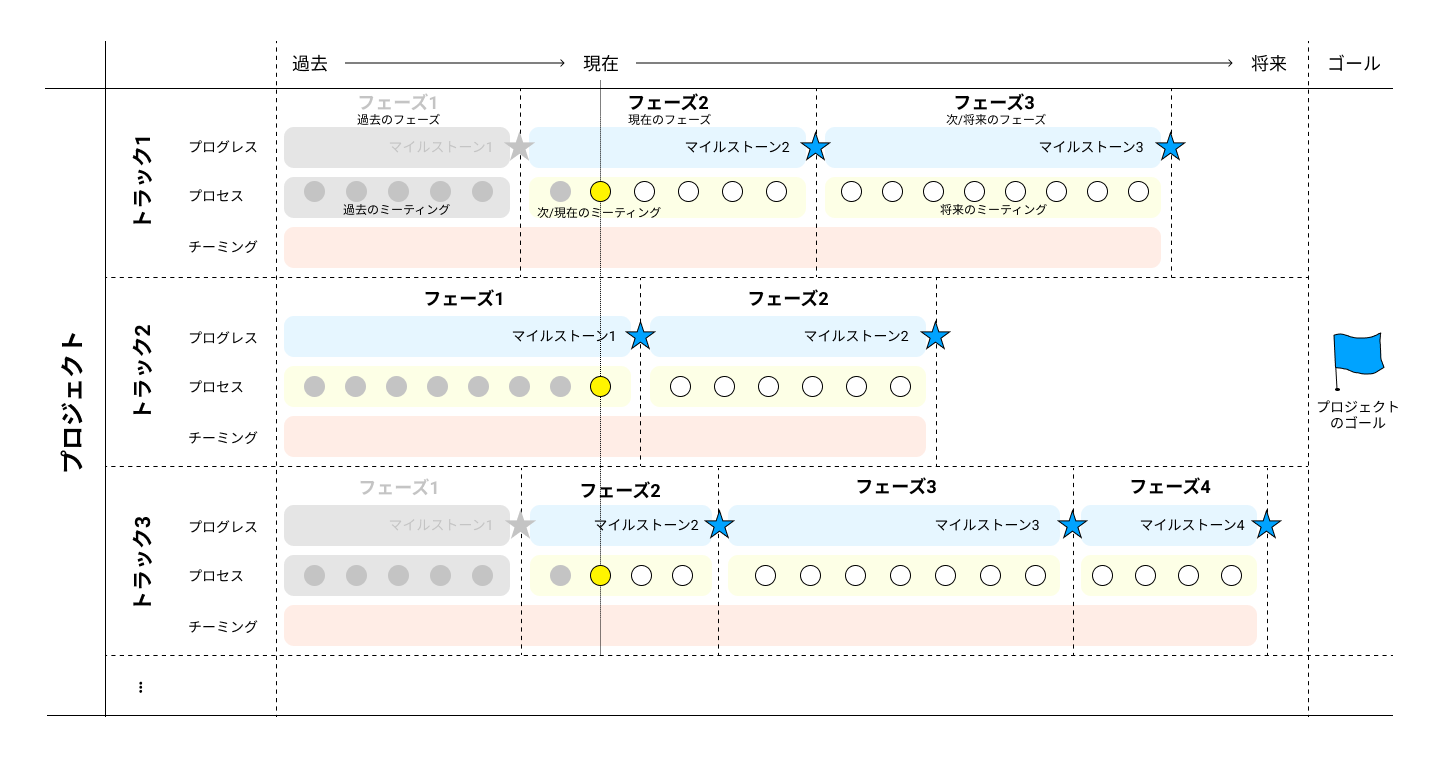 過去
現在
将来
ゴール
プロジェクト
トラック1
フェーズ1
過去のフェーズ
フェーズ2
現在のフェーズ
フェーズ3
次/将来のフェーズ
プログレス
マイルストーン1
マイルストーン2
マイルストーン3
プロセス
過去のミーティング
次/現在のミーティング
将来のミーティング
チーミング
トラック2
フェーズ1
フェーズ2
プログレス
マイルストーン1
マイルストーン2
プロセス
チーミング
プロジェクト
のゴール
トラック3
フェーズ1
フェーズ2
フェーズ3
フェーズ4
プログレス
マイルストーン1
マイルストーン2
マイルストーン3
マイルストーン4
プロセス
チーミング
...